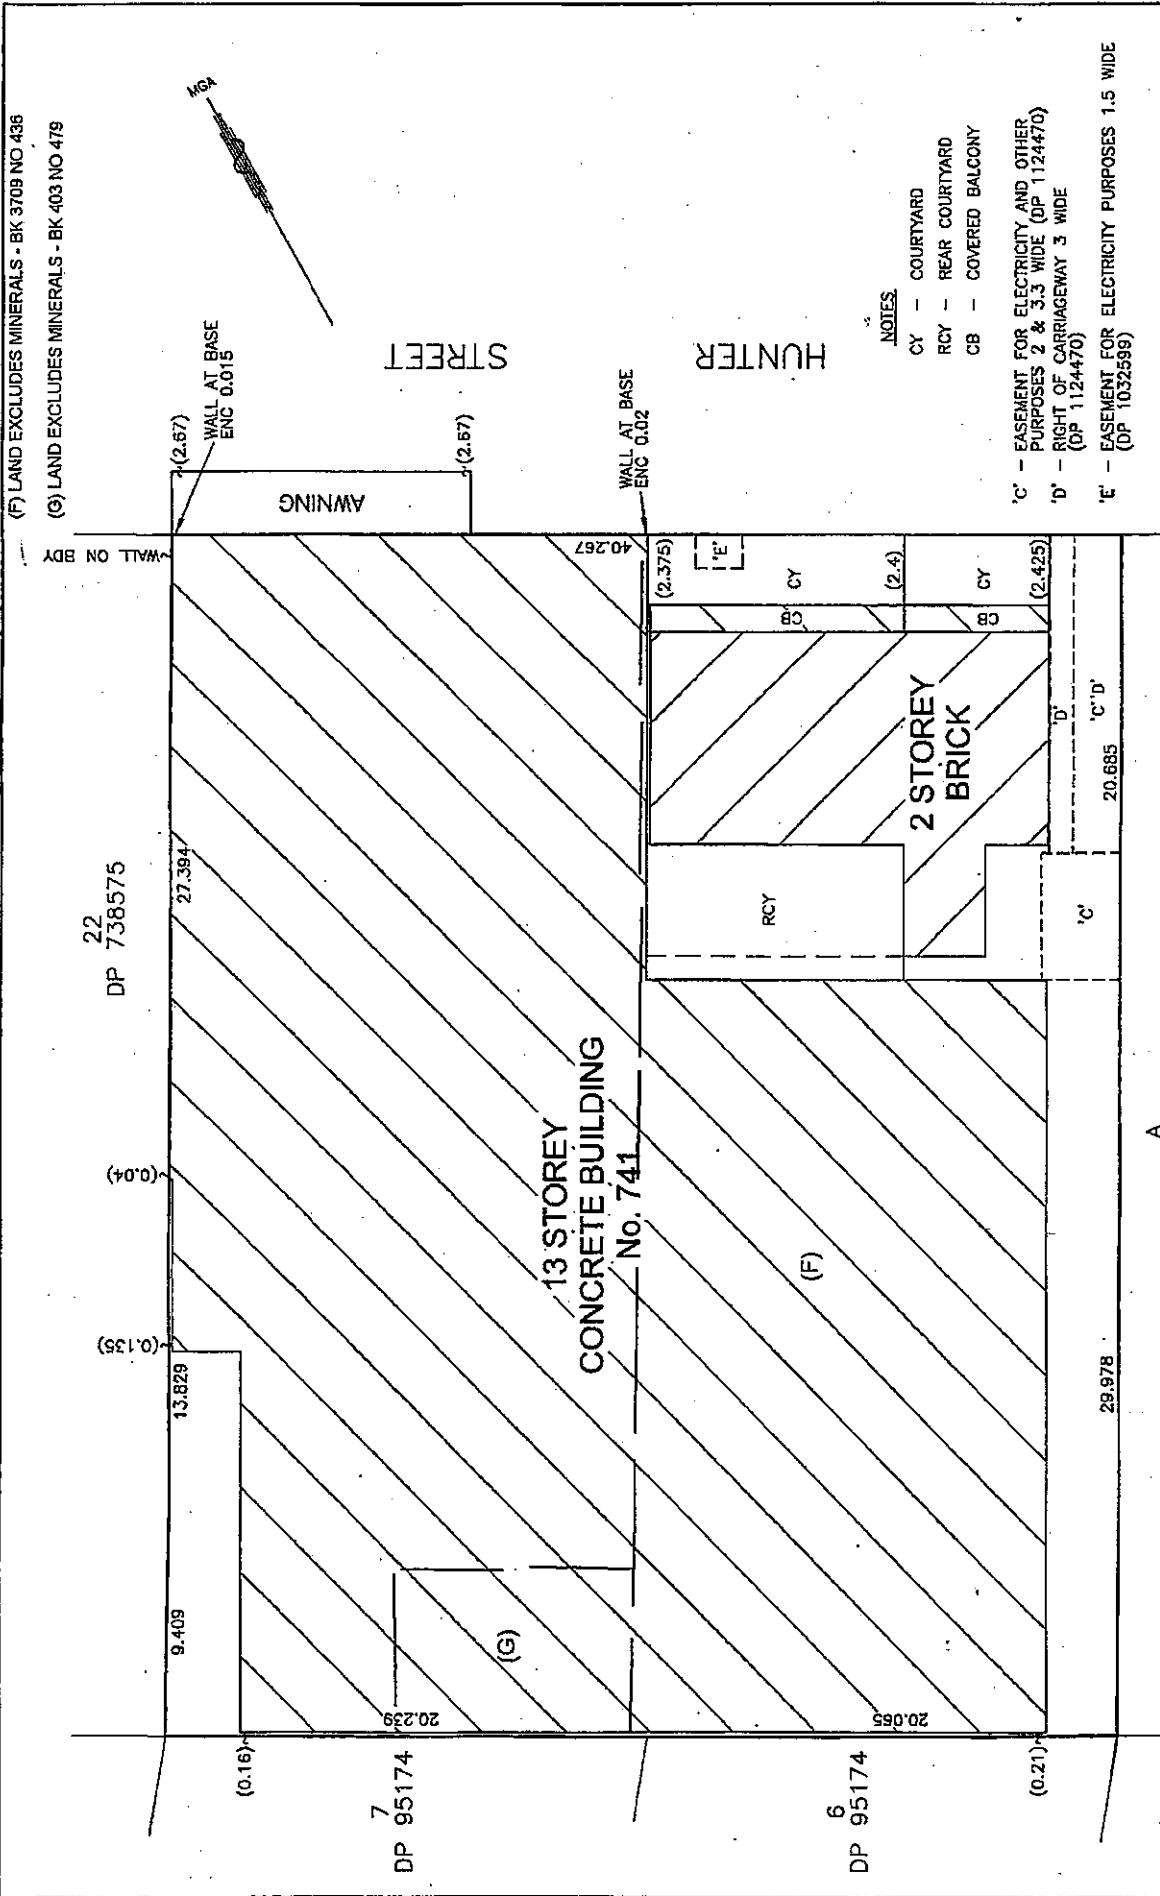 (F) LAND EXCLUDES MINERALS - BK 3709 NO 436
(G) LAND EXCLUDES MINERALS - BK 403 NO 479
MGA
22
DP 738575
WALL ON BDY
WALL AT BASE
ENC 0.015
(2.67)
(2.67)
AWNING
HUNTER
STREET
WALL AT BASE
ENC 0.02
40.267
27.394
(0.04)
(0.135)
13.829
9.409
(0.16)
7
DP 95174
20.239
(G)
13 STOREY
CONCRETE BUILDING
No. 741
(F)
6
DP 95174
20.055
(0.21)
29.978
A
20.685
'C'
'D'
'C''D'
RCY
2 STOREY
BRICK
CB
CB
CY
CY
(2.375)
(2.4)
(2.425)
'E'
NOTES
CY - COURTYARD
RCY - REAR COURTYARD
CB - COVERED BALCONY
'C' - EASEMENT FOR ELECTRICITY AND OTHER
PURPOSES 2 & 3.3 WIDE (DP 1124470)
'D' - RIGHT OF CARRIAGEWAY 3 WIDE
(DP 1124470)
'E' - EASEMENT FOR ELECTRICITY PURPOSES 1.5 WIDE
(DP 1032599)